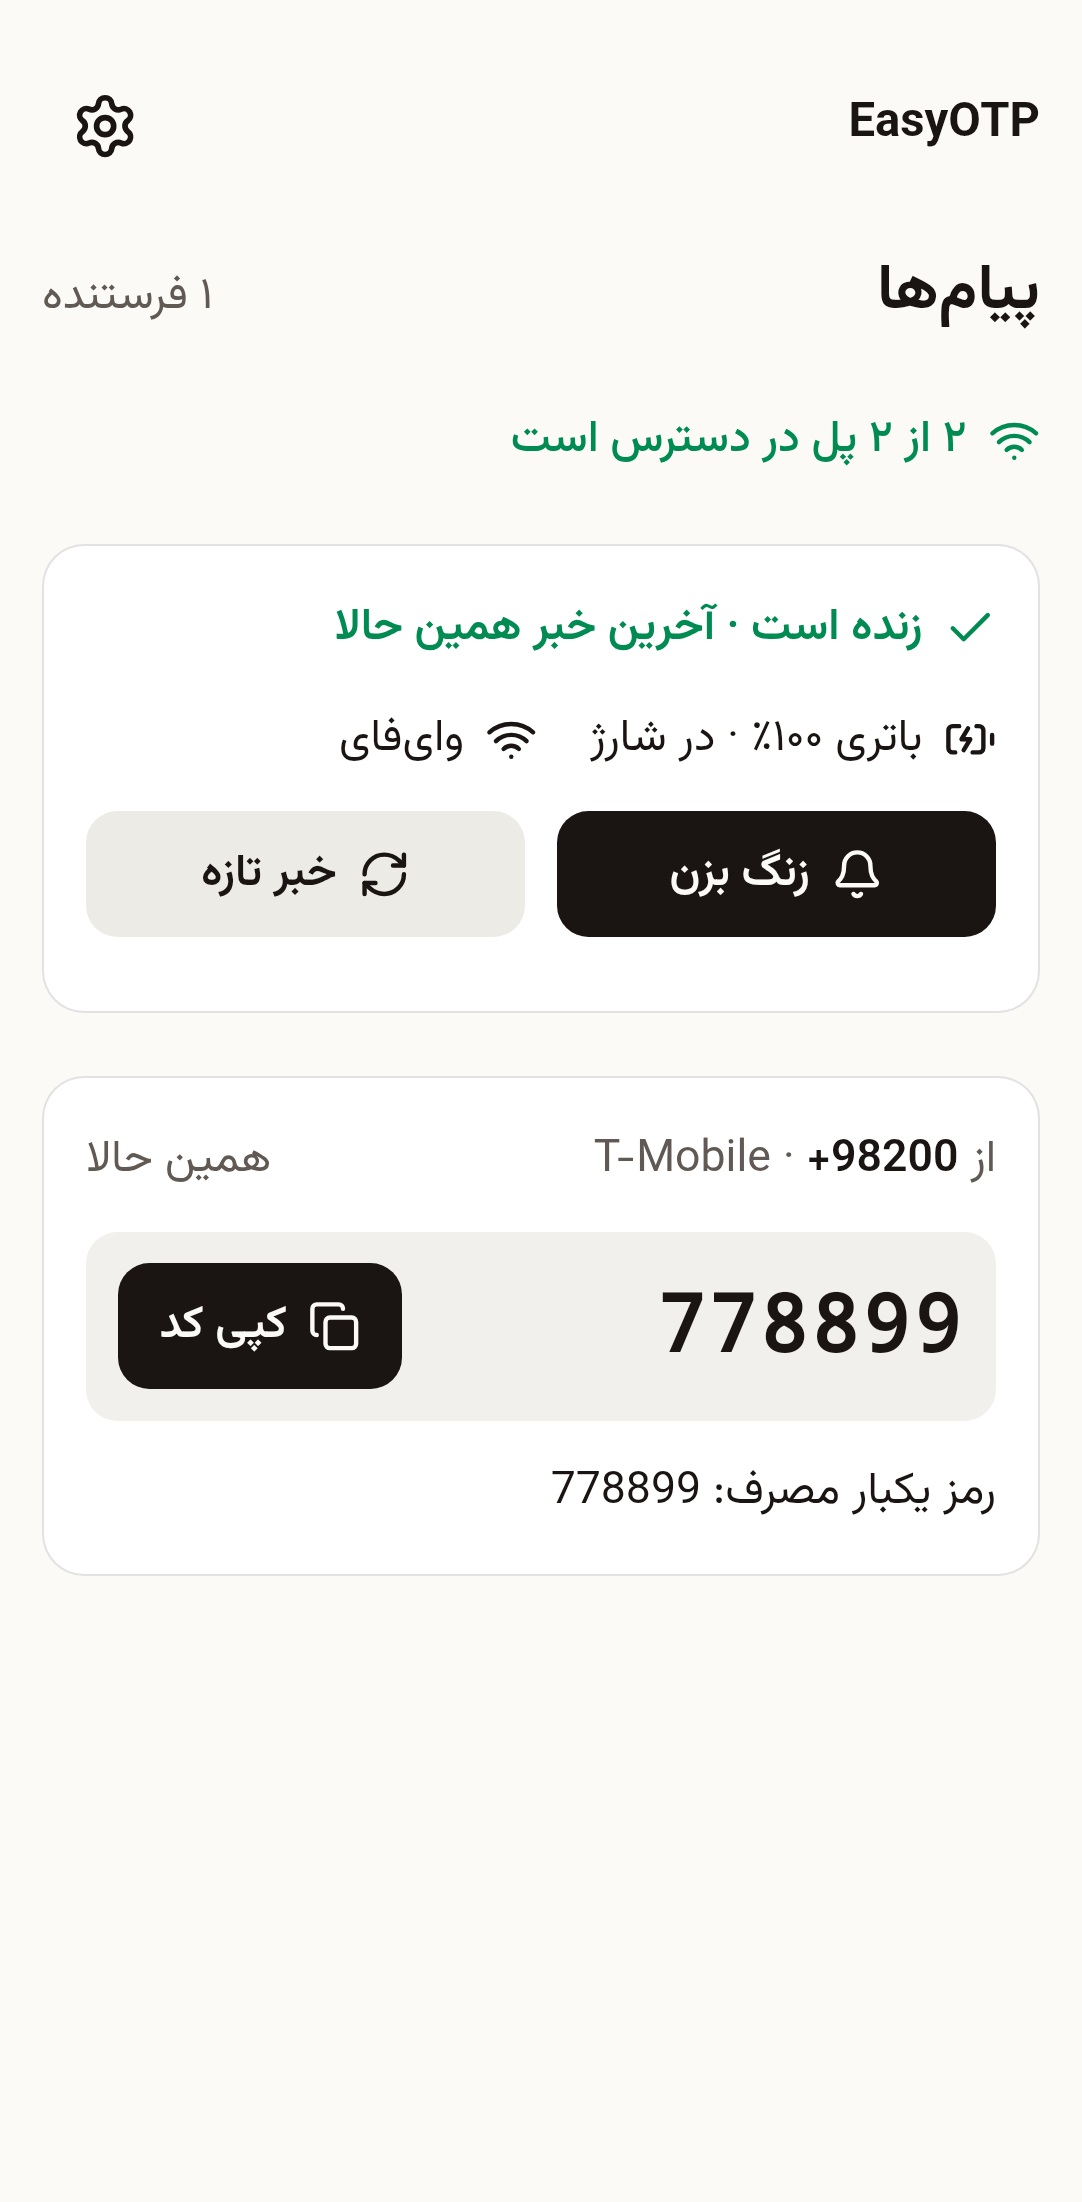 EasyOTP
پیام‌ها
۱ فرستنده
۲ از ۲ پل در دسترس است
زنده است · آخرین خبر همین حالا
باتری ۱۰۰٪ · در شارژ
وای‌فای
زنگ بزن
خبر تازه
از +98200 · T-Mobile
همین حالا
778899
کپی کد
رمز یکبار مصرف: 778899